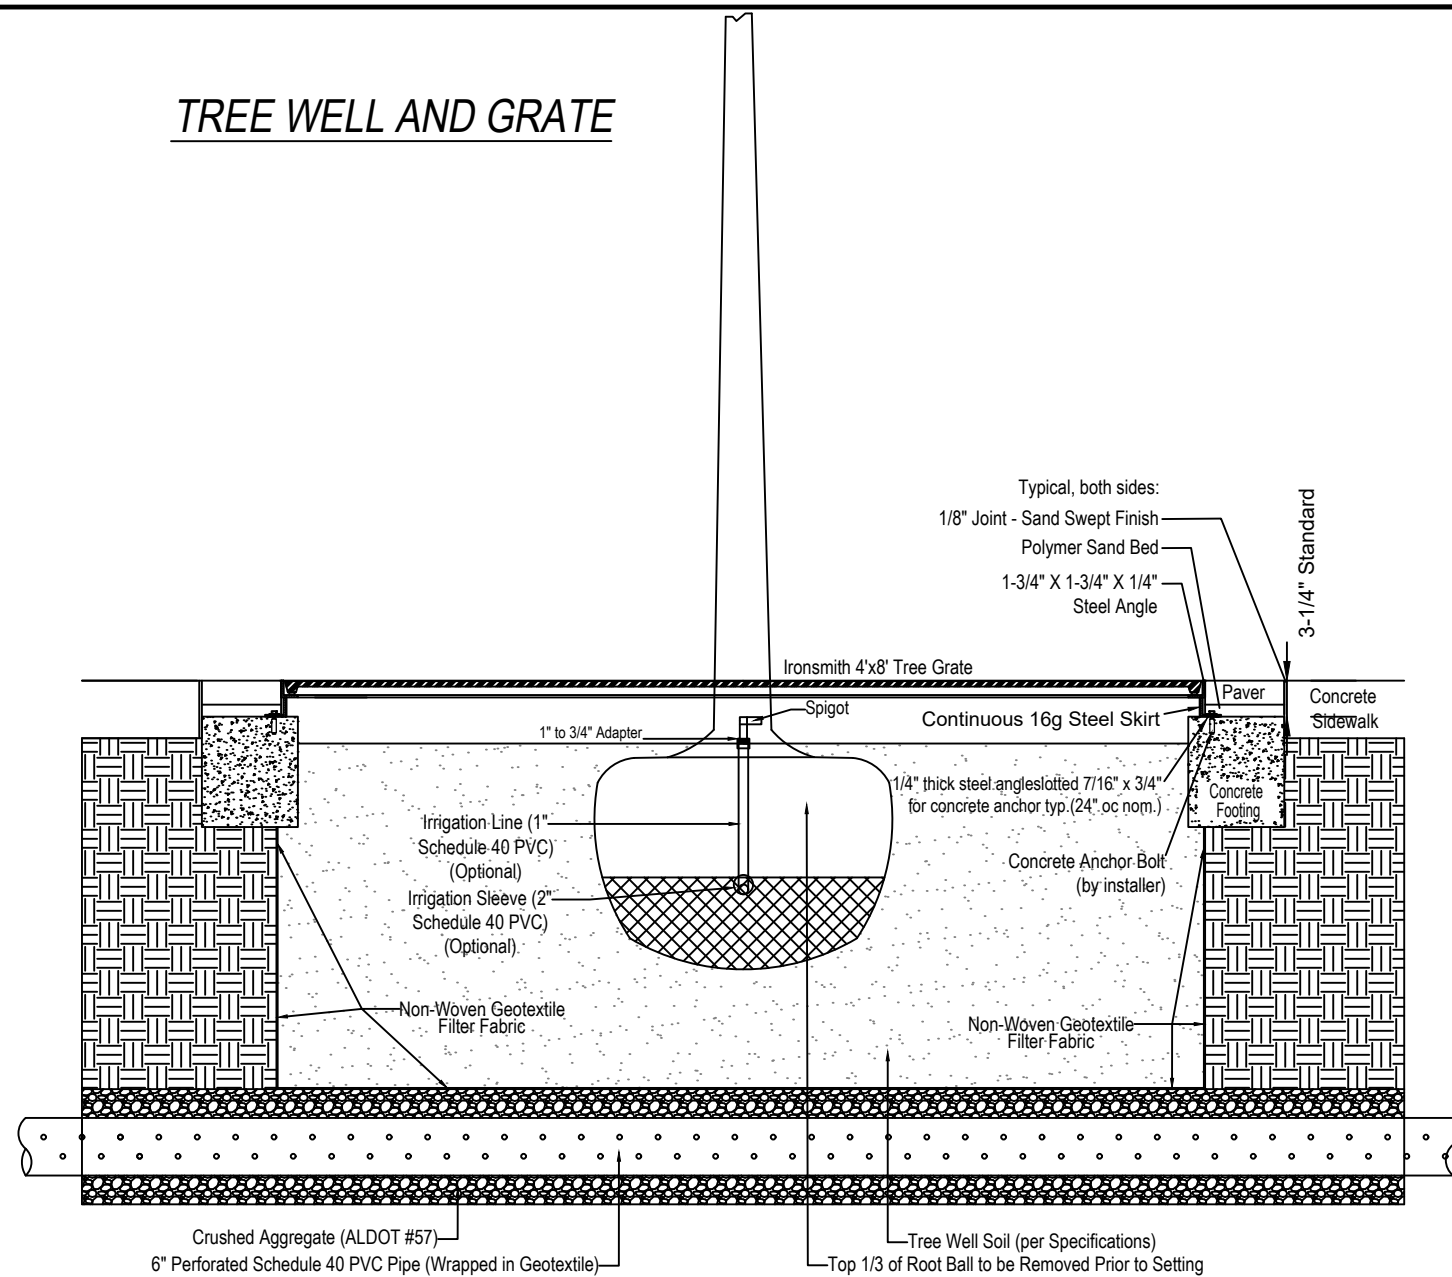 TREE WELL AND GRATE
Typical, both sides:
1/8" Joint - Sand Swept Finish
Polymer Sand Bed
1-3/4" X 1-3/4" X 1/4"
Steel Angle
3-1/4" Standard
Ironsmith 4'x8' Tree Grate
Paver
Concrete
Sidewalk
Spigot
Continuous 16g Steel Skirt
1" to 3/4" Adapter
1/4" thick steel angleslotted 7/16" x 3/4"
for concrete anchor typ.(24" oc nom.)
Concrete
Footing
Irrigation Line (1"
Schedule 40 PVC)
(Optional)
Concrete Anchor Bolt
(by installer)
Irrigation Sleeve (2"
Schedule 40 PVC)
(Optional)
Non-Woven Geotextile
Filter Fabric
Non-Woven Geotextile
Filter Fabric
Crushed Aggregate (ALDOT #57)
6" Perforated Schedule 40 PVC Pipe (Wrapped in Geotextile)
Tree Well Soil (per Specifications)
Top 1/3 of Root Ball to be Removed Prior to Setting